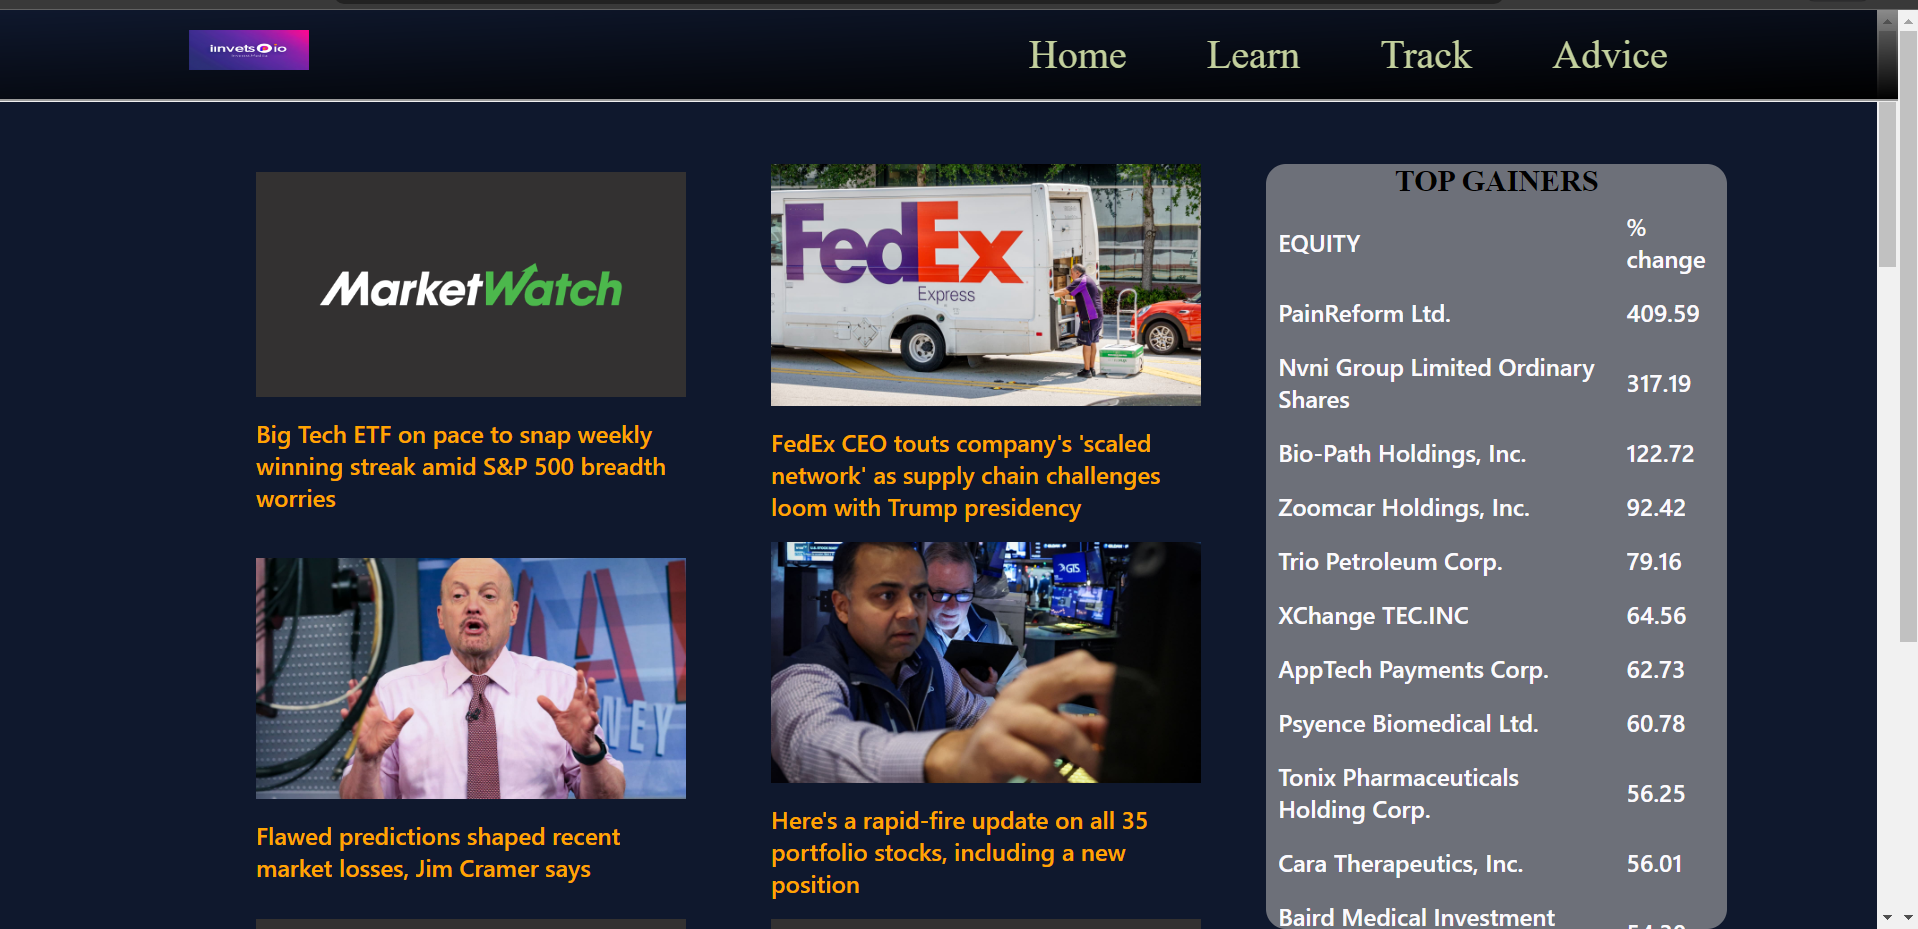 iinvets io
Home
Learn
Track
Advice
MarketWatch
Big Tech ETF on pace to snap weekly
winning streak amid S&P 500 breadth
worries
FedEx
Express
FedEx CEO touts company's 'scaled
network' as supply chain challenges
loom with Trump presidency
Flawed predictions shaped recent
market losses, Jim Cramer says
GTS
Here's a rapid-fire update on all 35
portfolio stocks, including a new
position
TOP GAINERS
EQUITY
%
change
PainReform Ltd.
409.59
Nvni Group Limited Ordinary
Shares
317.19
Bio-Path Holdings, Inc.
122.72
Zoomcar Holdings, Inc.
92.42
Trio Petroleum Corp.
79.16
XChange TEC.INC
64.56
AppTech Payments Corp.
62.73
Psyence Biomedical Ltd.
60.78
Tonix Pharmaceuticals
Holding Corp.
56.25
Cara Therapeutics, Inc.
56.01
Baird Medical Investment